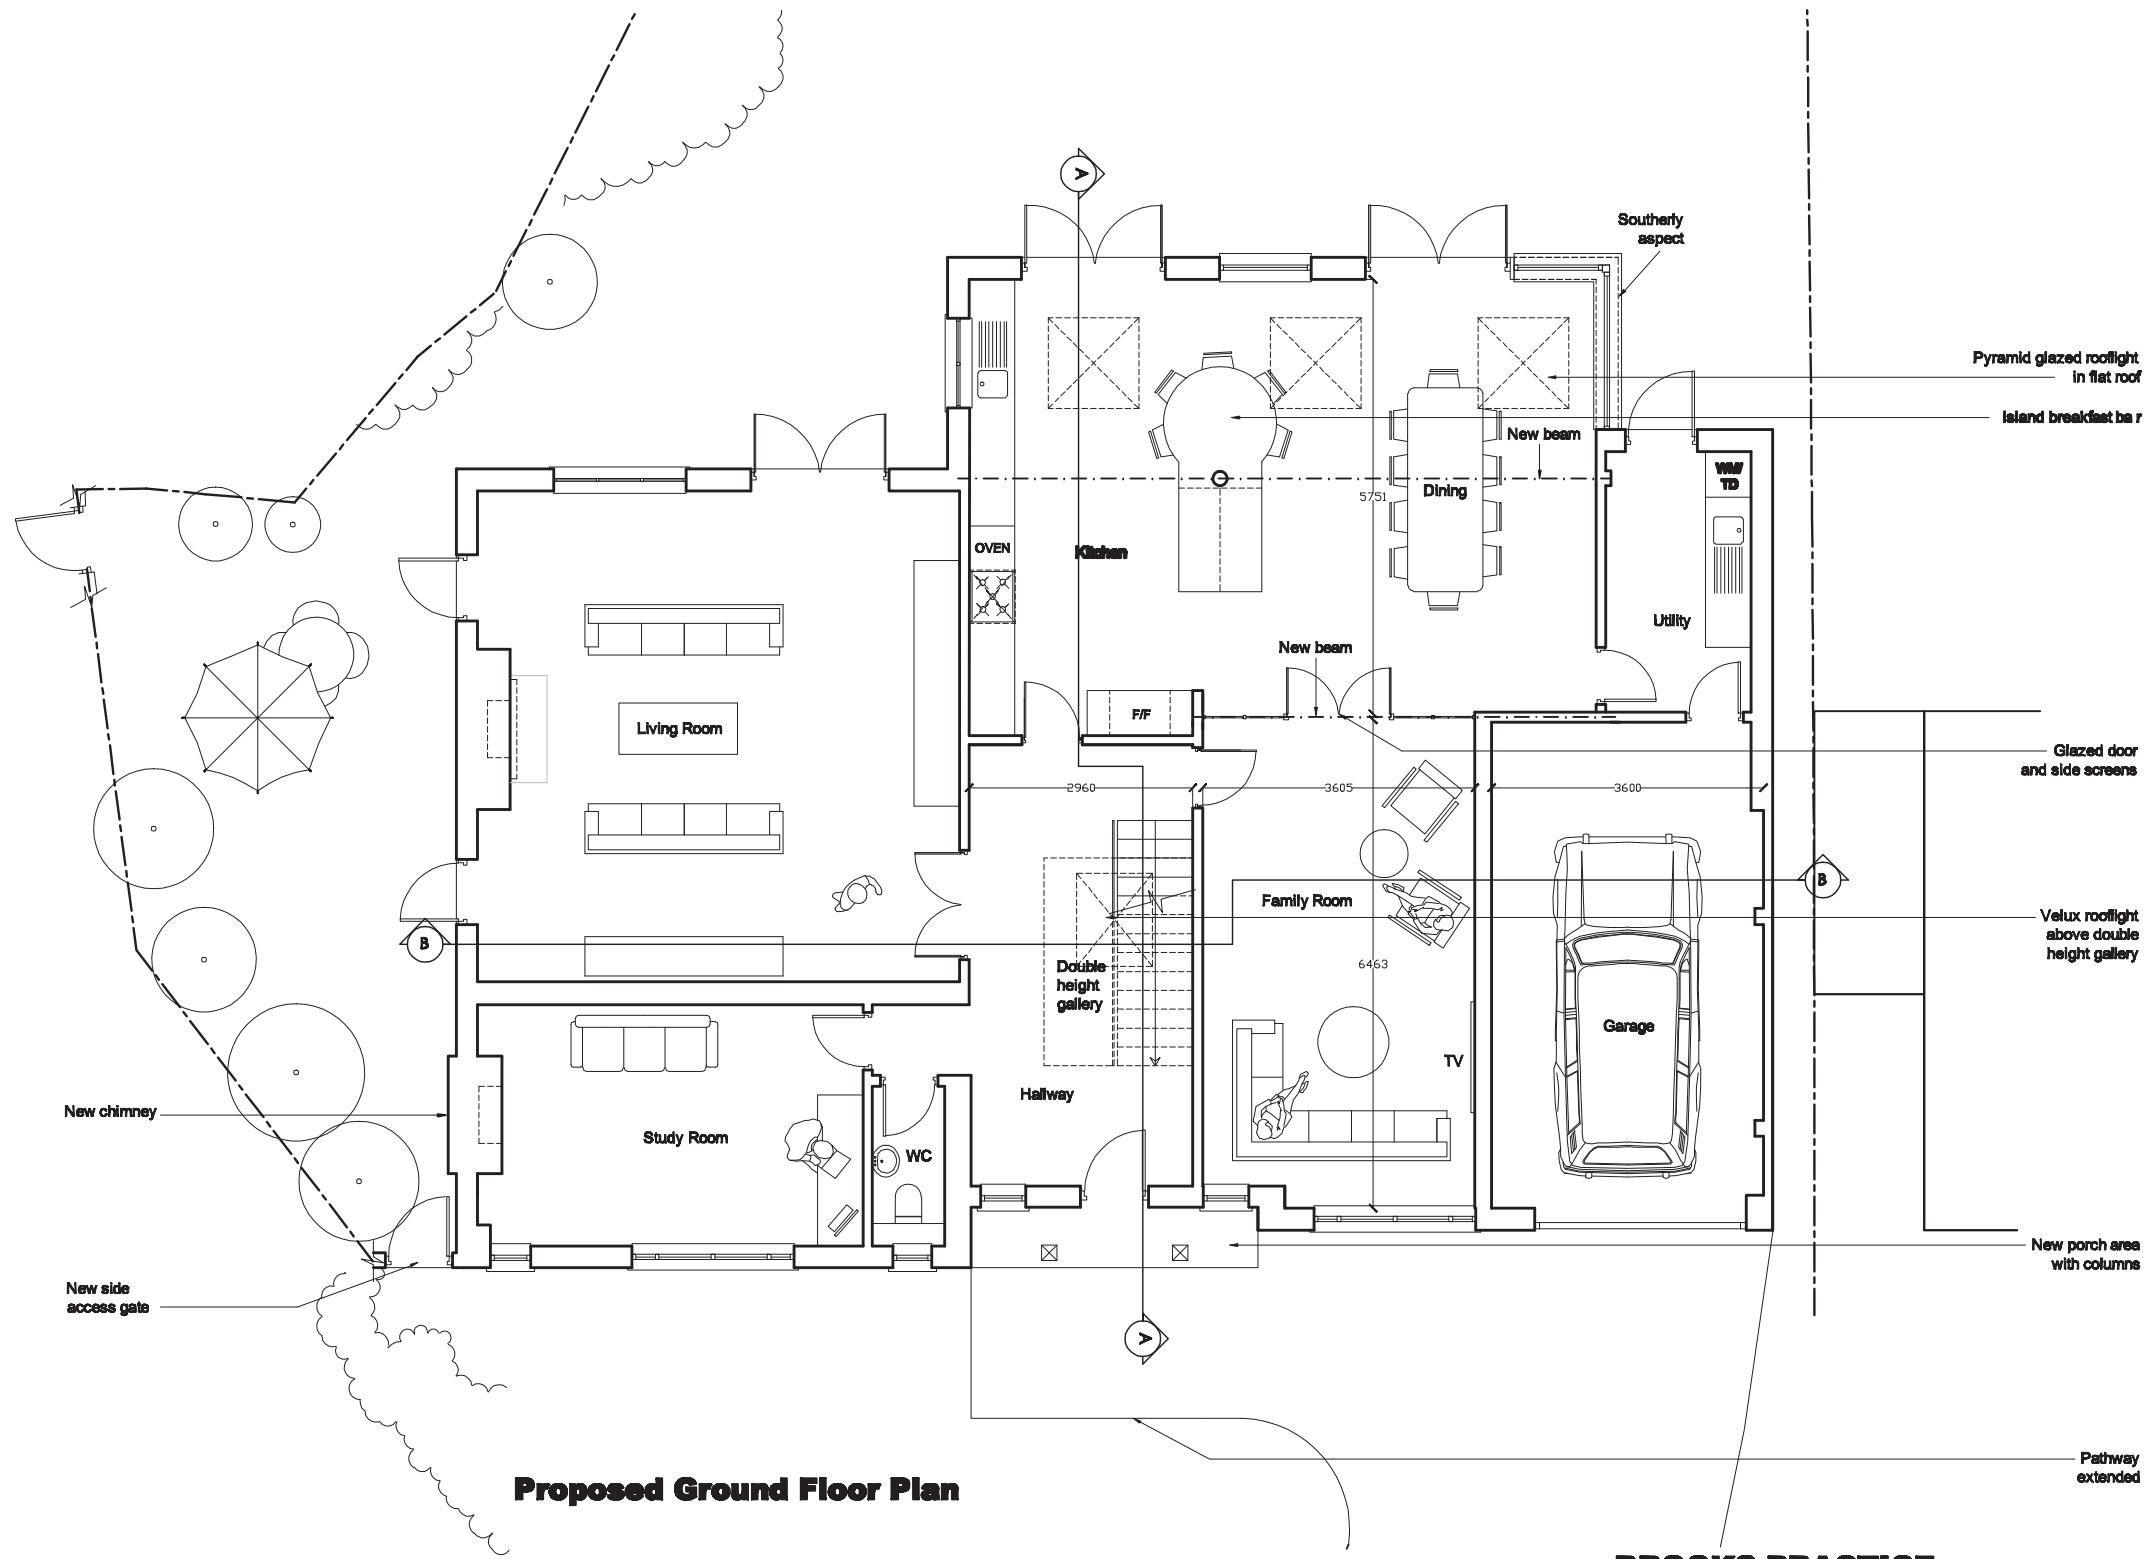 A
Southerly
aspect
Pyramid glazed rooflight
in flat roof
Island breakfast ba r
New beam
WM/
TD
5751
Dining
OVEN
Kitchen
Utility
New beam
F/F
Living Room
Glazed door
and side screens
2960
3605
3600
B
Family Room
Velux rooflight
above double
height gallery
B
Double
height
gallery
6463
Garage
TV
Hallway
New chimney
Study Room
WC
New porch area
with columns
New side
access gate
A
Pathway
extended
Proposed Ground Floor Plan
BROOKS PRACTICE